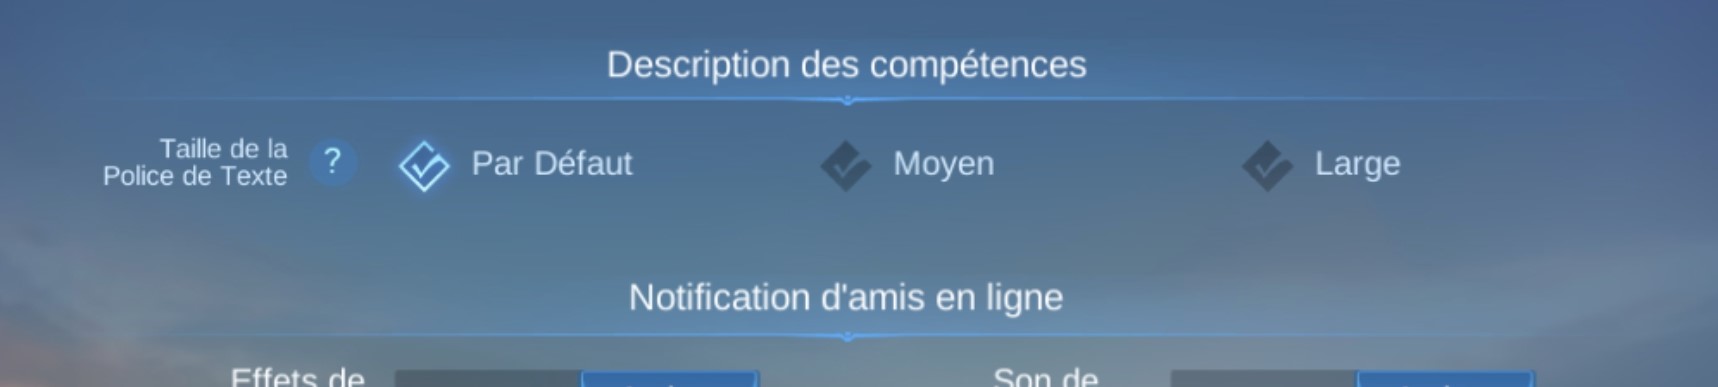 Description des compétences
Taille de la
Police de Texte
? Par Défaut Moyen Large
Notification d'amis en ligne
Effets de Son de